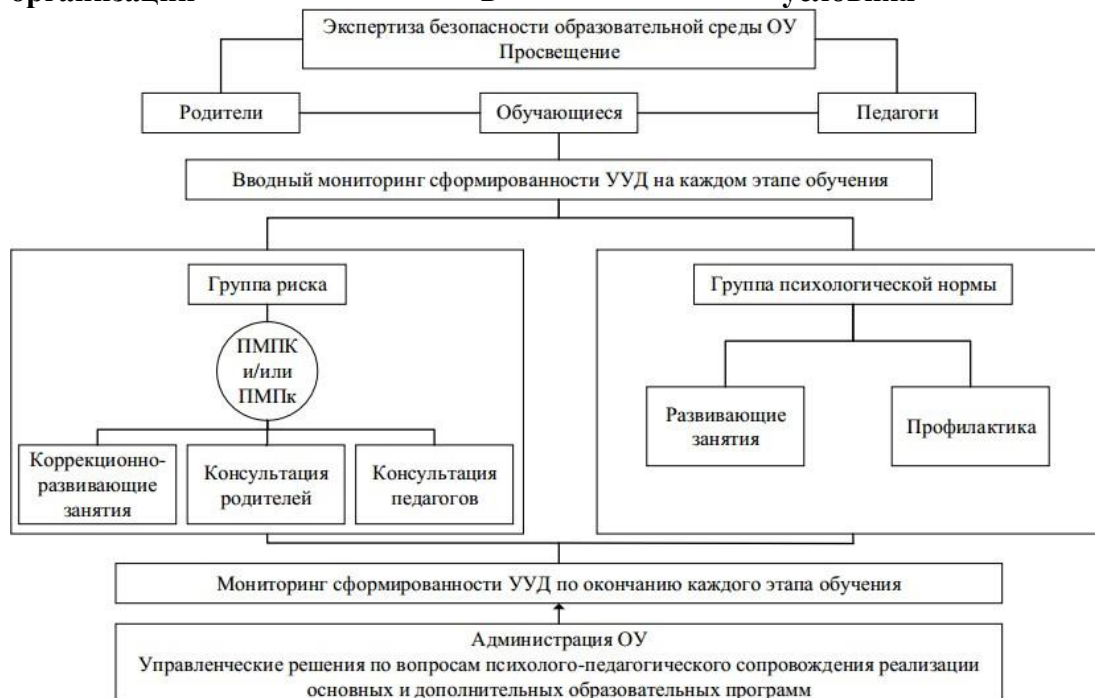 организации в условиях
Экспертиза безопасности образовательной среды ОУ
Просвещение
Родители
Обучающиеся
Педагоги
Вводный мониторинг сформированности УУД на каждом этапе обучения
Группа риска
Группа психологической нормы
ПМПК
и/или
ПМПк
Развивающие
занятия
Профилактика
Коррекционно-
развивающие
занятия
Консультация
родителей
Консультация
педагогов
Мониторинг сформированности УУД по окончанию каждого этапа обучения
Администрация ОУ
Управленческие решения по вопросам психолого-педагогического сопровождения реализации
основных и дополнительных образовательных программ